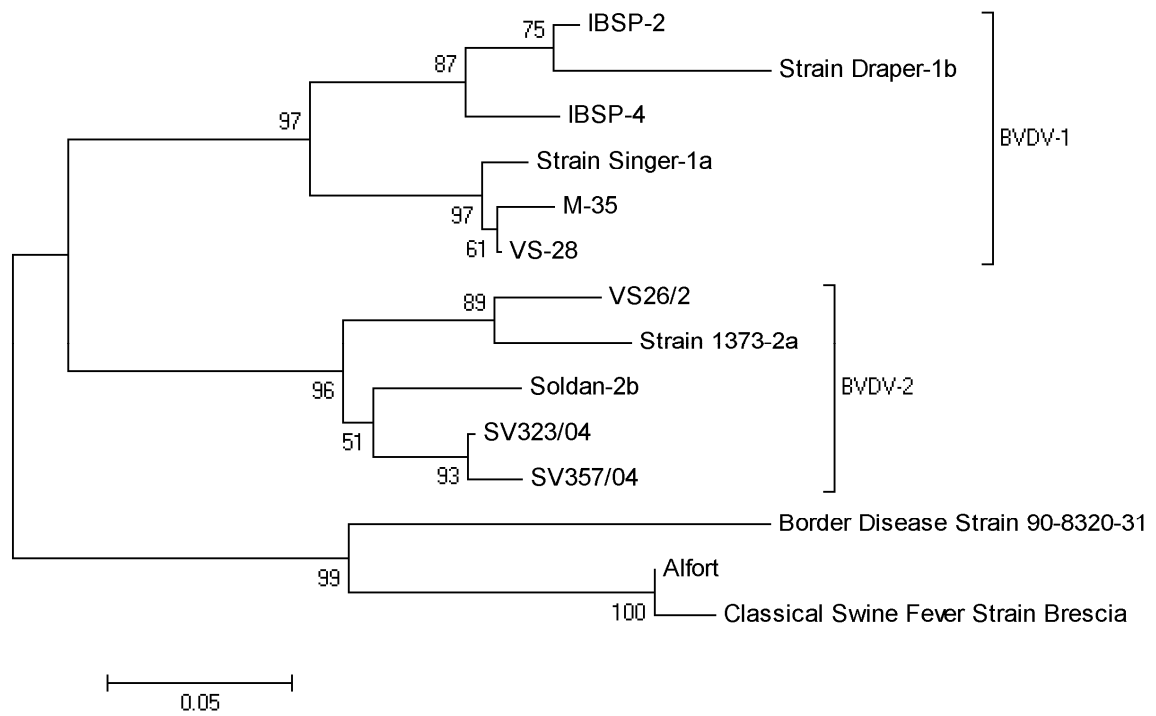 75
IBSP-2
87
Strain Draper-1b
97
IBSP-4
BVDV-1
Strain Singer-1a
97
M-35
61
VS-28
89
VS26/2
Strain 1373-2a
96
Soldan-2b
BVDV-2
51
SV323/04
93
SV357/04
Border Disease Strain 90-8320-31
99
Alfort
100
Classical Swine Fever Strain Brescia
0.05